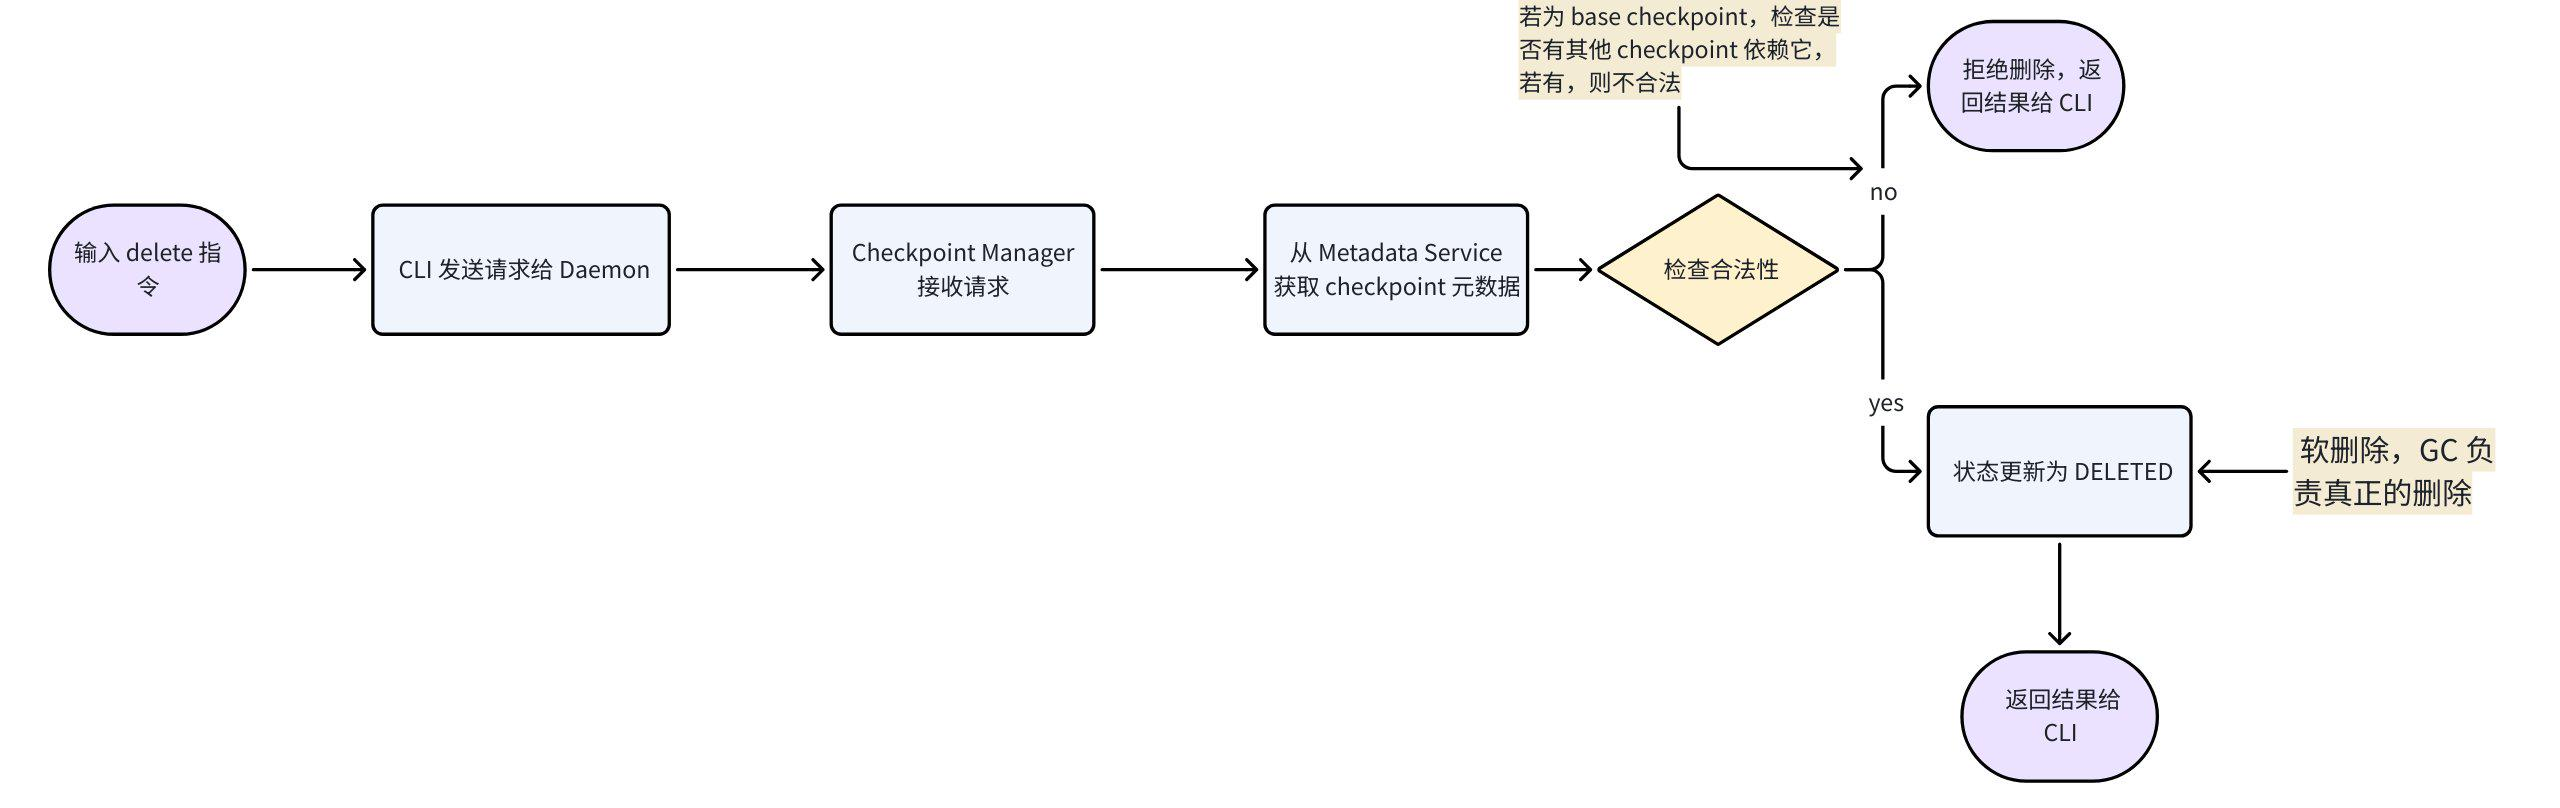 若为 base checkpoint，检查是
否有其他 checkpoint 依赖它，
若有，则不合法
拒绝删除，返
回结果给 CLI
no
输入 delete 指
令
CLI 发送请求给 Daemon
Checkpoint Manager
接收请求
从 Metadata Service
获取 checkpoint 元数据
检查合法性
yes
状态更新为 DELETED
软删除，GC 负
责真正的删除
返回结果给
CLI